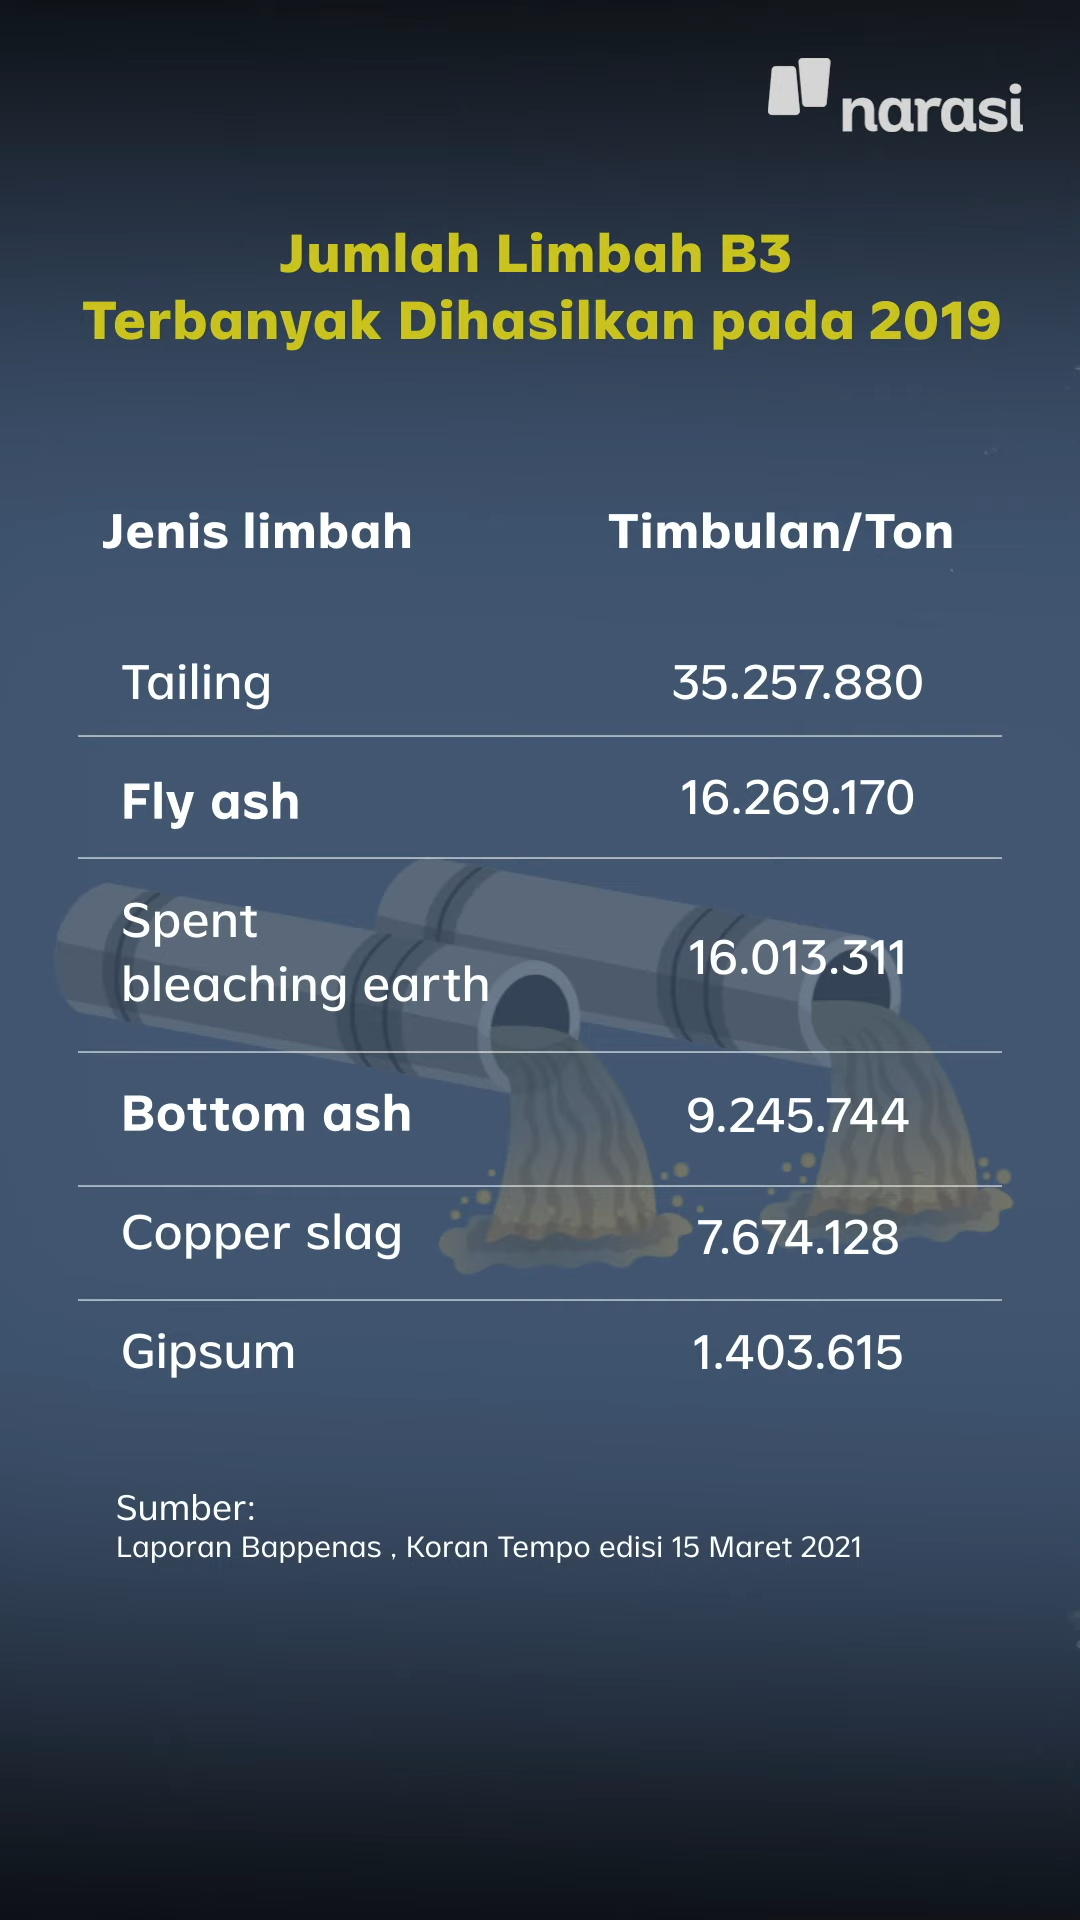 narasi
Jumlah Limbah B3
Terbanyak Dihasilkan pada 2019
Jenis limbah Timbulan/Ton
Tailing 35.257.880
Fly ash 16.269.170
Spent
bleaching earth 16.013.311
Bottom ash 9.245.744
Copper slag 7.674.128
Gipsum 1.403.615
Sumber:
Laporan Bappenas , Koran Tempo edisi 15 Maret 2021